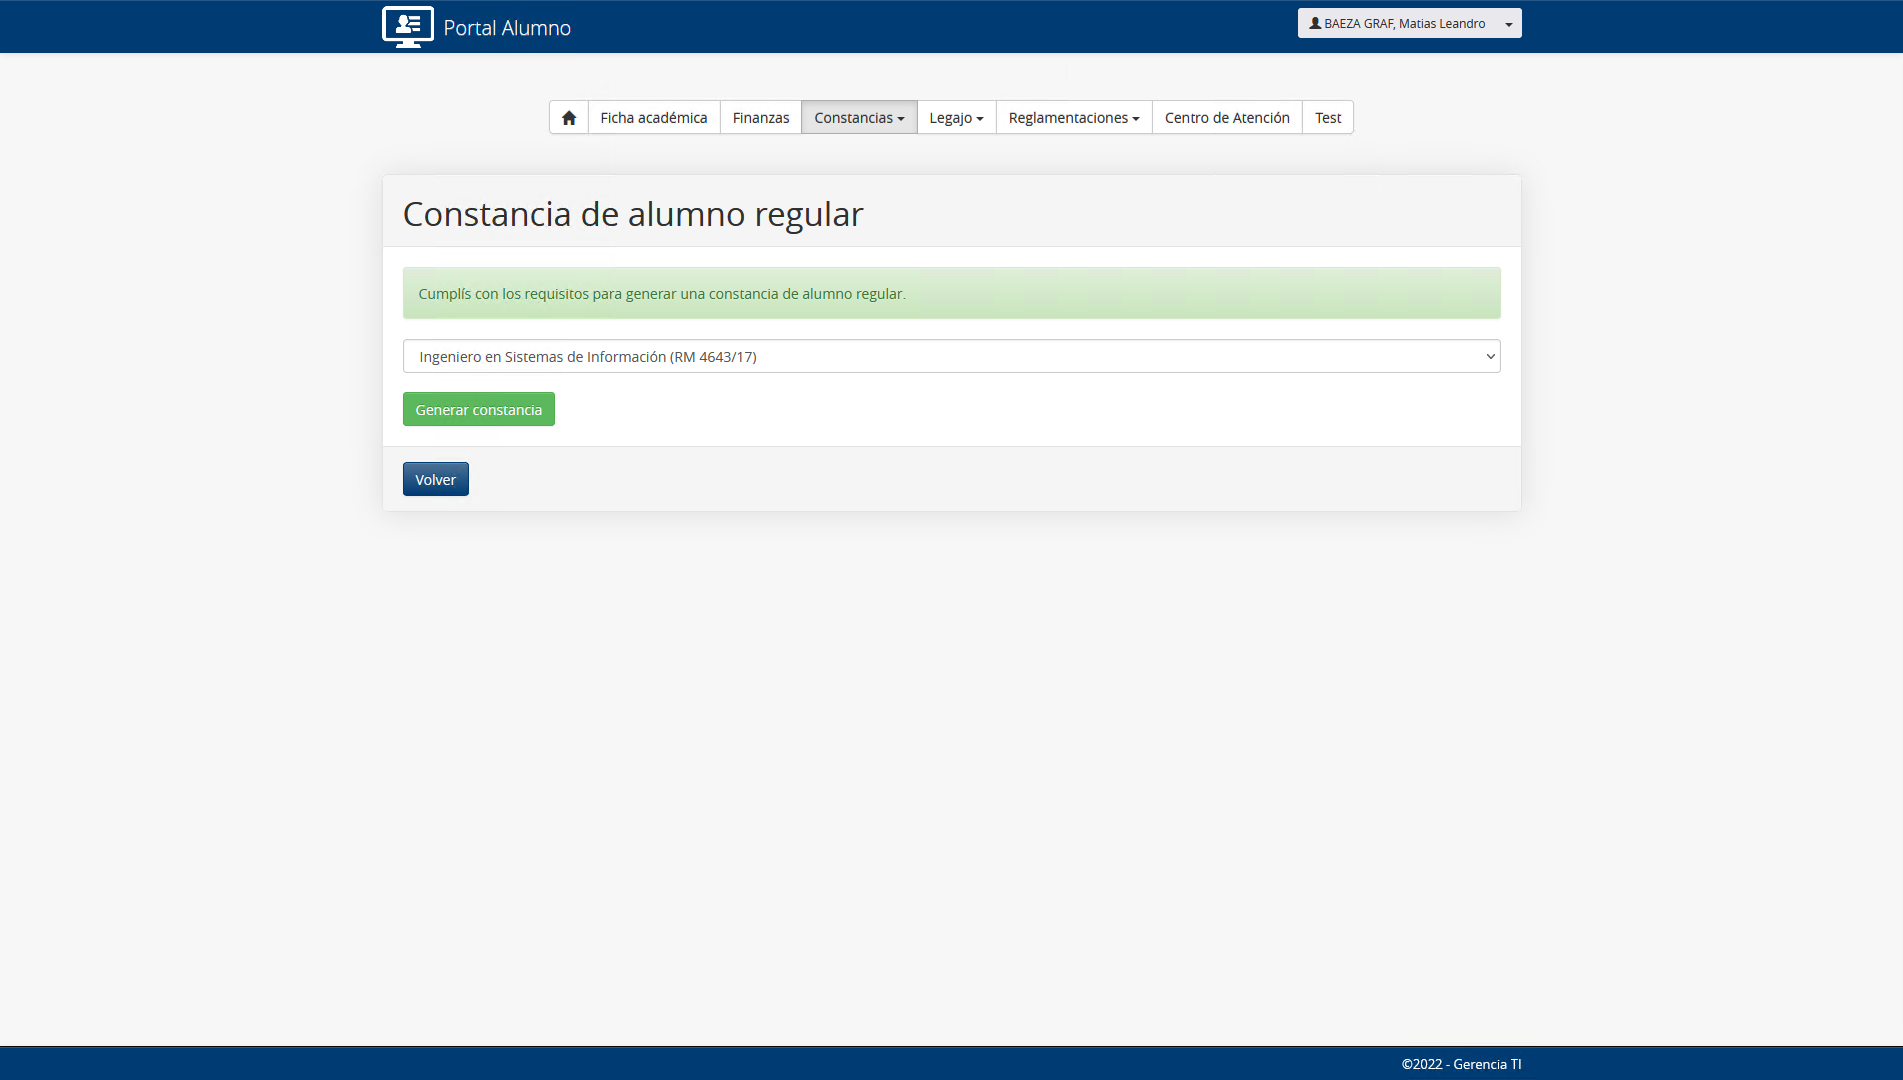 Portal Alumno
BAEZA GRAF, Matias Leandro
Ficha académica
Finanzas
Constancias
Legajo
Reglamentaciones
Centro de Atención
Test
Constancia de alumno regular
Cumplís con los requisitos para generar una constancia de alumno regular.
Ingeniero en Sistemas de Información (RM 4643/17)
Generar constancia
Volver
©2022 - Gerencia TI